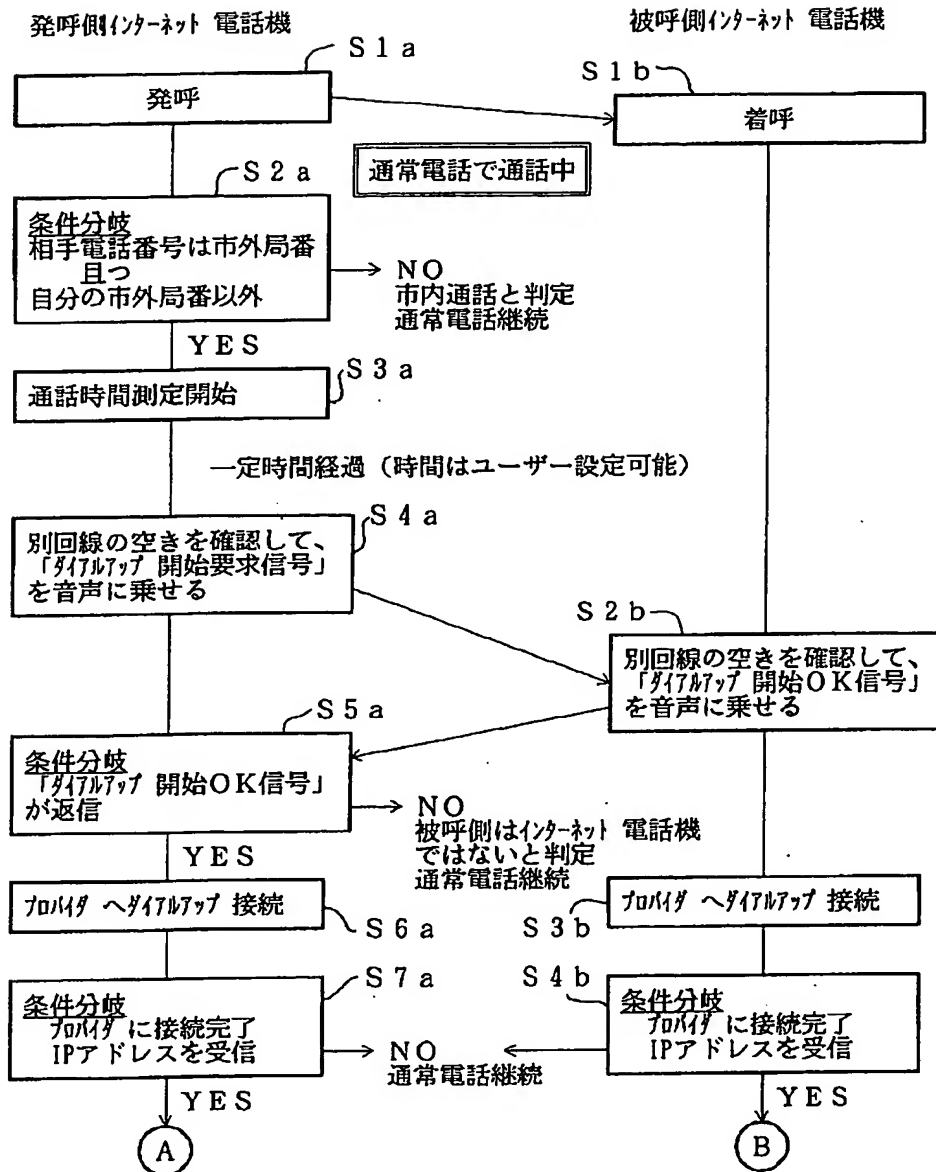 発呼側インターネット 電話機
被呼側インターネット 電話機
S1a
発呼
S1b
着呼
通常電話で通話中
S2a
条件分岐
相手電話番号は市外局番
且つ
自分の市外局番以外
NO
市内通話と判定
通常電話継続
YES
S3a
通話時間測定開始
一定時間経過（時間はユーザー設定可能）
S4a
別回線の空きを確認して、
「ダイアルアップ 開始要求信号」
を音声に乗せる
S2b
別回線の空きを確認して、
「ダイアルアップ 開始OK信号」
を音声に乗せる
S5a
条件分岐
「ダイアルアップ 開始OK信号」
が返信
NO
被呼側はインターネット 電話機
ではないと判定
通常電話継続
YES
プロバイダ へダイアルアップ 接続
S6a
S3b
プロバイダ へダイアルアップ 接続
S7a
条件分岐
プロバイダ に接続完了
IPアドレスを受信
NO
通常電話継続
S4b
条件分岐
プロバイダ に接続完了
IPアドレスを受信
YES
YES
A
B